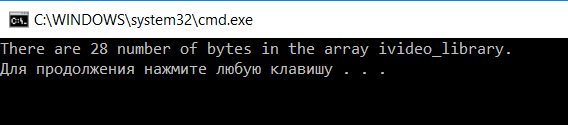 C:\WINDOWS\system32\cmd.exe
There are 28 number of bytes in the array ivideo_library.
Для продолжения нажмите любую клавишу . . .